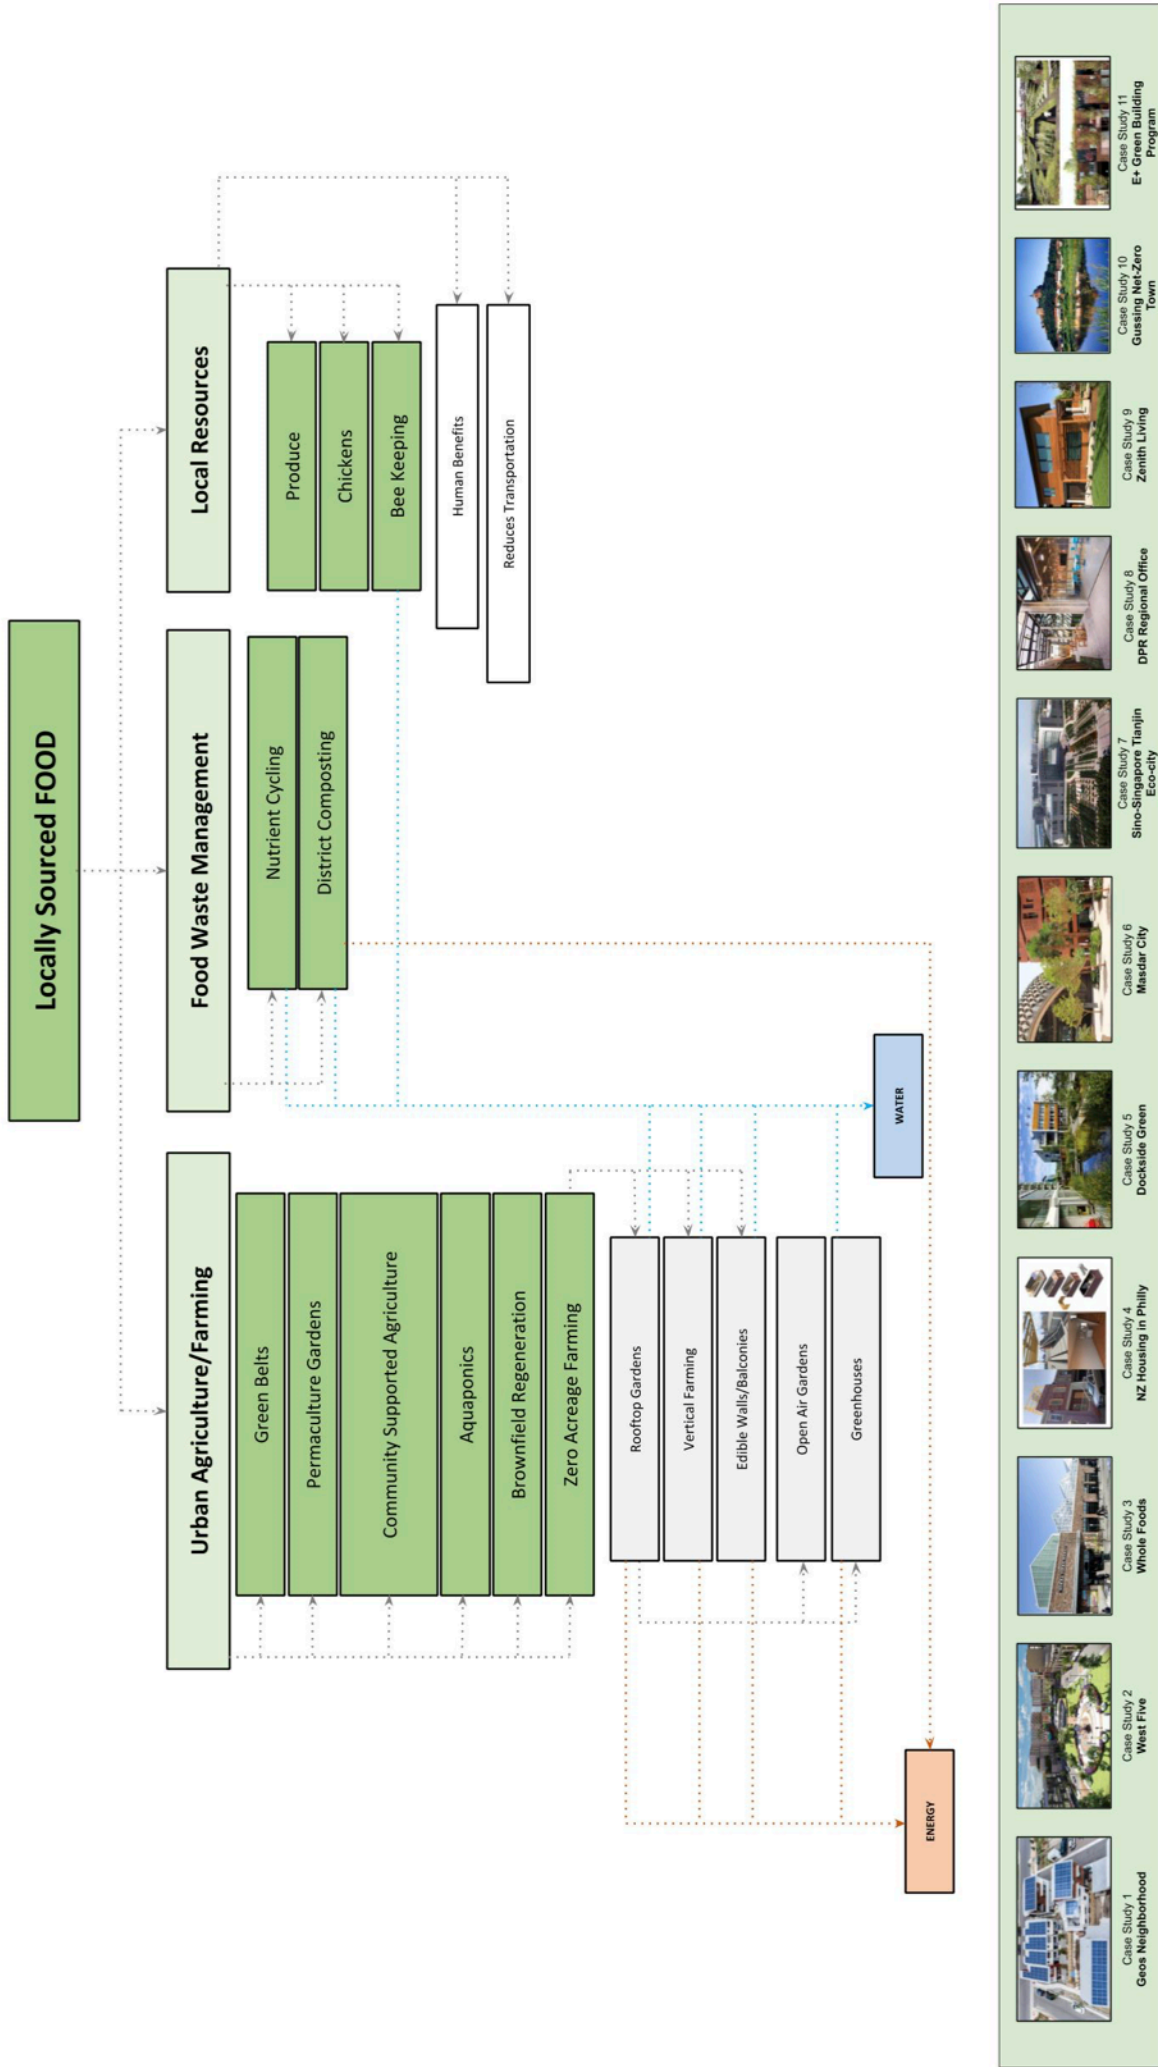 Locally Sourced FOOD
Urban Agriculture/Farming
Green Belts
Permaculture Gardens
Community Supported Agriculture
Aquaponics
Brownfield Regeneration
Zero Acreage Farming
Rooftop Gardens
Vertical Farming
Edible Walls/Balconies
Open Air Gardens
Greenhouses
Food Waste Management
Nutrient Cycling
District Composting
Local Resources
Produce
Chickens
Bee Keeping
Human Benefits
Reduces Transportation
WATER
ENERGY
Case Study 1
Geos Neighborhood
Case Study 2
West Five
Case Study 3
Whole Foods
Case Study 4
NZ Housing in Philly
Case Study 5
Dockside Green
Case Study 6
Masdar City
Case Study 7
Sino-Singapore Tianjin
Eco-city
Case Study 8
DPR Regional Office
Case Study 9
Zenith Living
Case Study 10
Gussing Net-Zero
Town
Case Study 11
E+ Green Building
Program